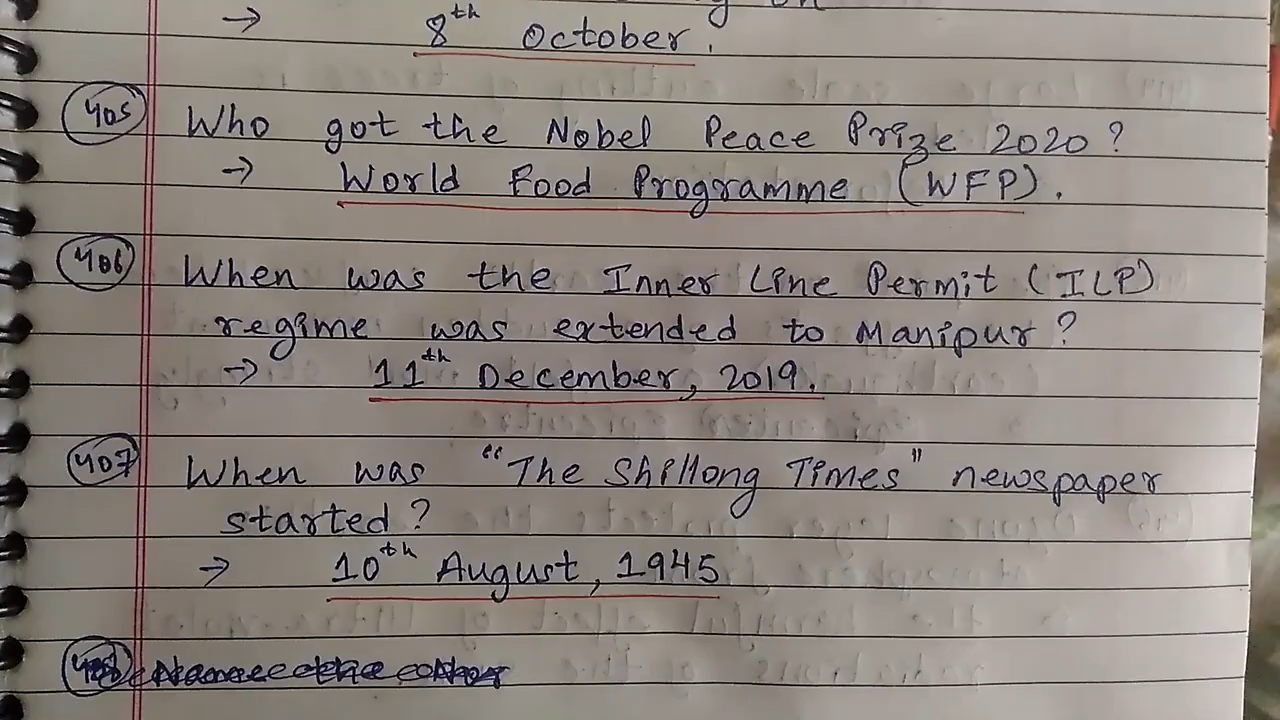 → 8th October.
405 Who got the Nobel Peace Prize 2020?
→ World Food Programme (WFP).
406 When was the Inner Line Permit (ILP)
regime was extended to Manipur?
→ 11th December, 2019.
407 When was "The Shillong Times" newspaper
started?
→ 10th August, 1945